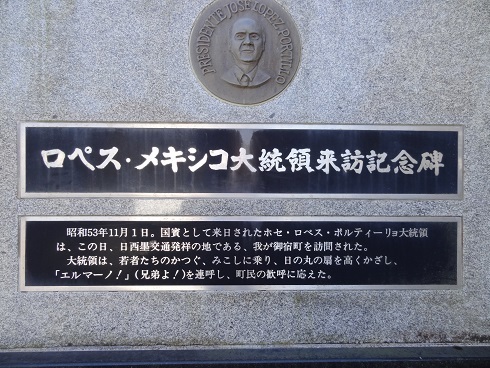 PRESIDENTE JOSE LOPEZ PORTILLO
ロペス・メキシコ大統領来訪記念碑
昭和53年11月1日。国賓として来日されたホセ・ロペス・ポルティーリョ大統領
は、この日、日西墨交通発祥の地である、我が御宿町を訪問された。
大統領は、若者たちのかつぐ、みこしに乗り、日の丸の扇を高くかざし、
「エルマーノ！」(兄弟よ！)を連呼し、町民の歓呼に応えた。